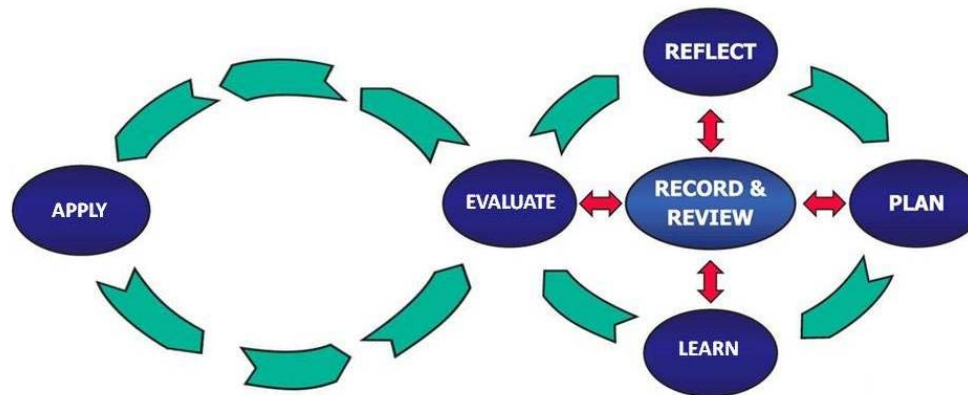 REFLECT
APPLY
EVALUATE
RECORD &
REVIEW
PLAN
LEARN